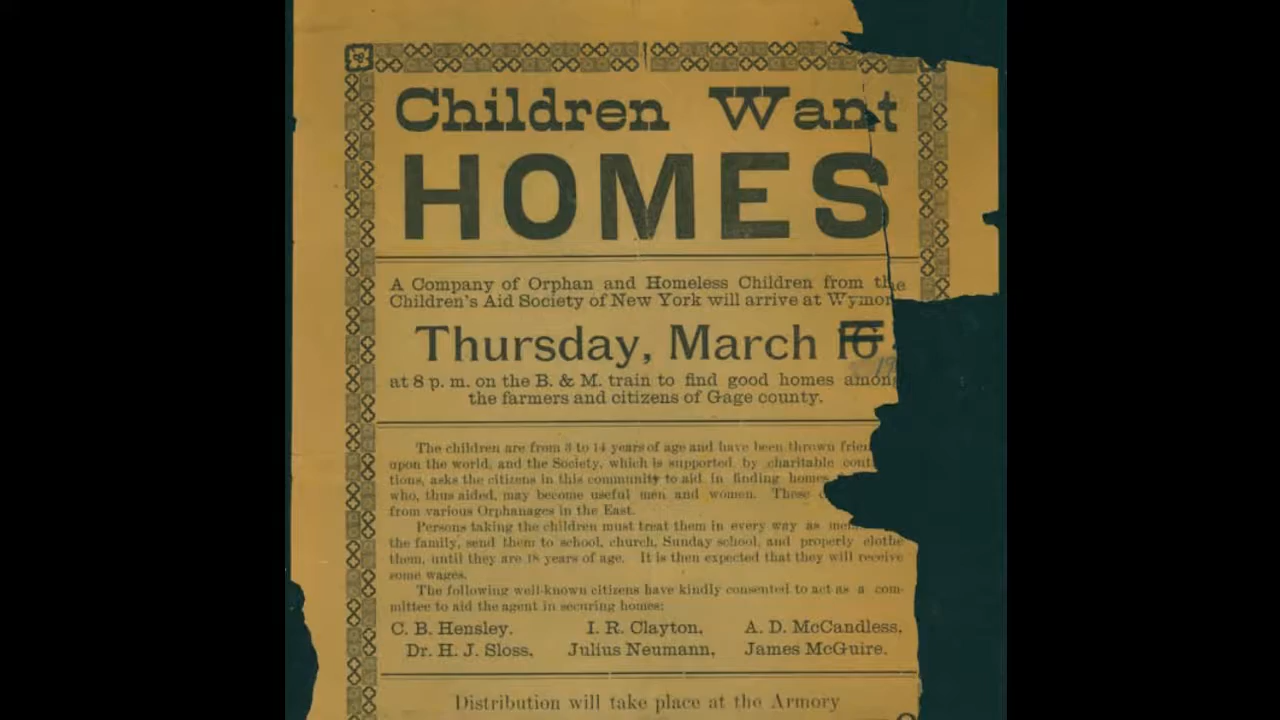 Children Want
HOMES
A Company of Orphan and Homeless Children from the
Children's Aid Society of New York will arrive at Wymor
Thursday, March 16
19
at 8 p. m. on the B. & M. train to find good homes among
the farmers and citizens of Gage county.
The children are from 3 to 14 years of age and have been thrown frien
upon the world, and the Society, which is supported by charitable cont
tions, asks the citizens in this community to aid in finding homes
who, thus aided, may become useful men and women. These
from various Orphanages in the East.
Persons taking the children must treat them in every way as mem
the family, send them to school, church, Sunday school, and properly clothe
them, until they are 18 years of age. It is then expected that they will receive
some wages.
The following well-known citizens have kindly consented to act as a com-
mittee to aid the agent in securing homes:
C. B. Hensley. I. R. Clayton, A. D. McCandless,
Dr. H. J. Sloss, Julius Neumann, James McGuire.
Distribution will take place at the Armory